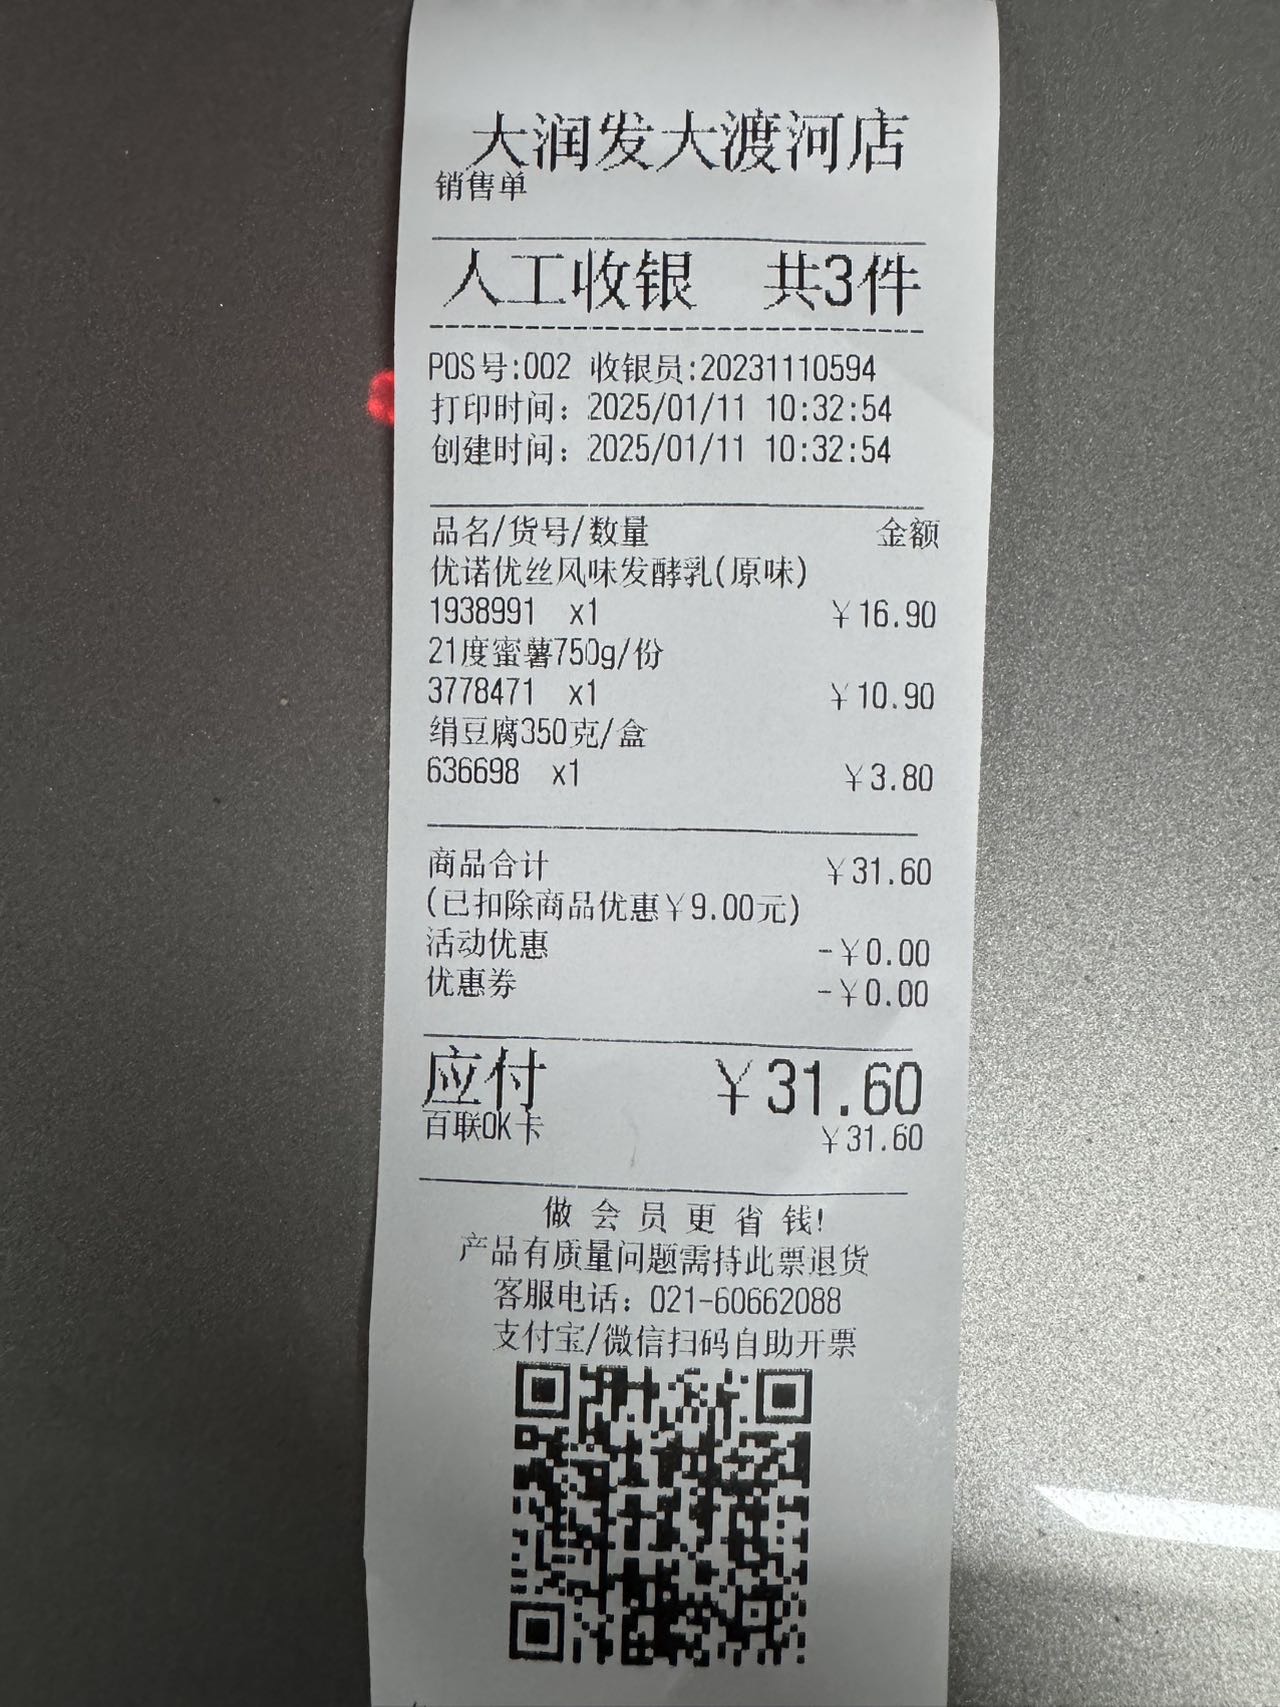 大润发大渡河店
销售单
人工收银 共3件
POS号:002 收银员:20231110594
打印时间：2025/01/11 10:32:54
创建时间：2025/01/11 10:32:54
品名/货号/数量 金额
优诺优丝风味发酵乳(原味)
1938991 x1 ￥16.90
21度蜜薯750g/份
3778471 x1 ￥10.90
绢豆腐350克/盒
636698 x1 ￥3.80
商品合计 ￥31.60
(已扣除商品优惠￥9.00元)
活动优惠 -￥0.00
优惠券 -￥0.00
应付 ￥31.60
百联OK卡 ￥31.60
做会员更省钱!
产品有质量问题需持此票退货
客服电话：021-60662088
支付宝/微信扫码自助开票